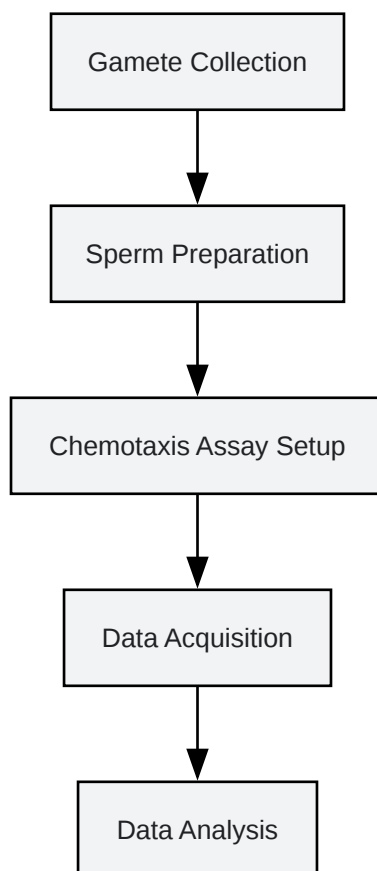 Gamete Collection
Sperm Preparation
Chemotaxis Assay Setup
Data Acquisition
Data Analysis